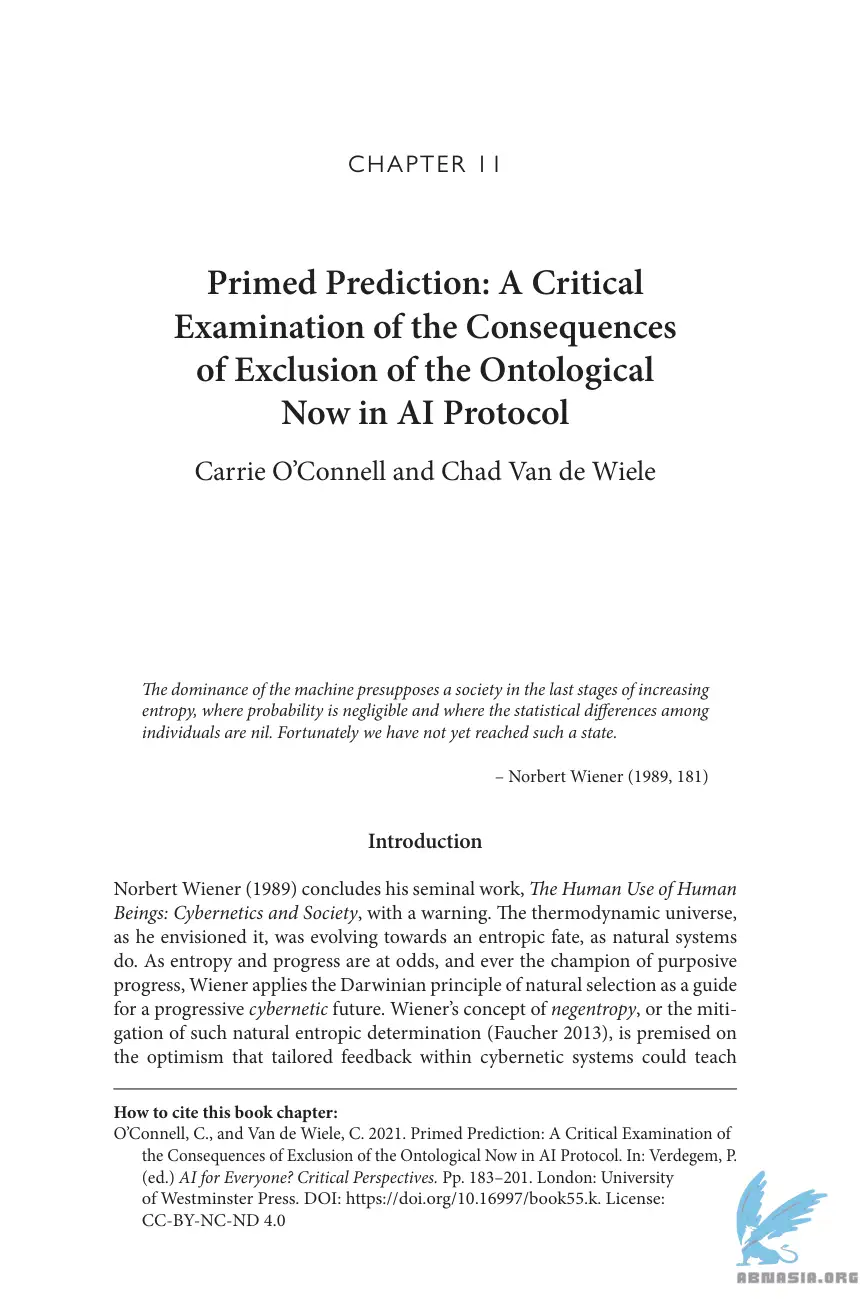 CHAPTER 11
Primed Prediction: A Critical
Examination of the Consequences
of Exclusion of the Ontological
Now in AI Protocol
Carrie O’Connell and Chad Van de Wiele
The dominance of the machine presupposes a society in the last stages of increasing
entropy, where probability is negligible and where the statistical differences among
individuals are nil. Fortunately we have not yet reached such a state.
– Norbert Wiener (1989, 181)
Introduction
Norbert Wiener (1989) concludes his seminal work, The Human Use of Human
Beings: Cybernetics and Society, with a warning. The thermodynamic universe,
as he envisioned it, was evolving towards an entropic fate, as natural systems
do. As entropy and progress are at odds, and ever the champion of purposive
progress, Wiener applies the Darwinian principle of natural selection as a guide
for a progressive cybernetic future. Wiener’s concept of negentropy, or the miti-
gation of such natural entropic determination (Faucher 2013), is premised on
the optimism that tailored feedback within cybernetic systems could teach
How to cite this book chapter:
O’Connell, C., and Van de Wiele, C. 2021. Primed Prediction: A Critical Examination of
the Consequences of Exclusion of the Ontological Now in AI Protocol. In: Verdegem, P.
(ed.) AI for Everyone? Critical Perspectives. Pp. 183–201. London: University
of Westminster Press. DOI: https://doi.org/10.16997/book55.k. License:
CC-BY-NC-ND 4.0
ABNASIA.ORG